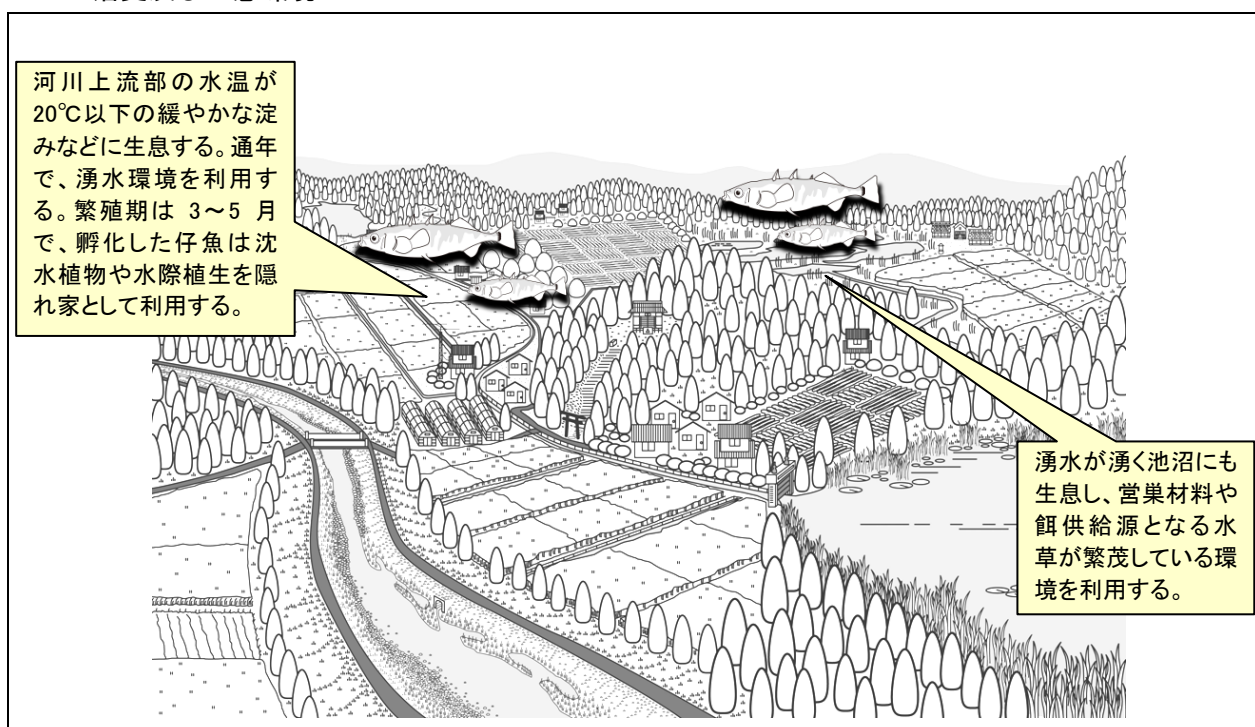 河川上流部の水温が
20℃以下の緩やかな淀
みなどに生息する。通年
で、湧水環境を利用す
る。繁殖期は 3～5 月
で、孵化した仔魚は沈
水植物や水際植生を隠
れ家として利用する。
湧水が湧く池沼にも
生息し、営巣材料や
餌供給源となる水
草が繁茂している環
境を利用する。